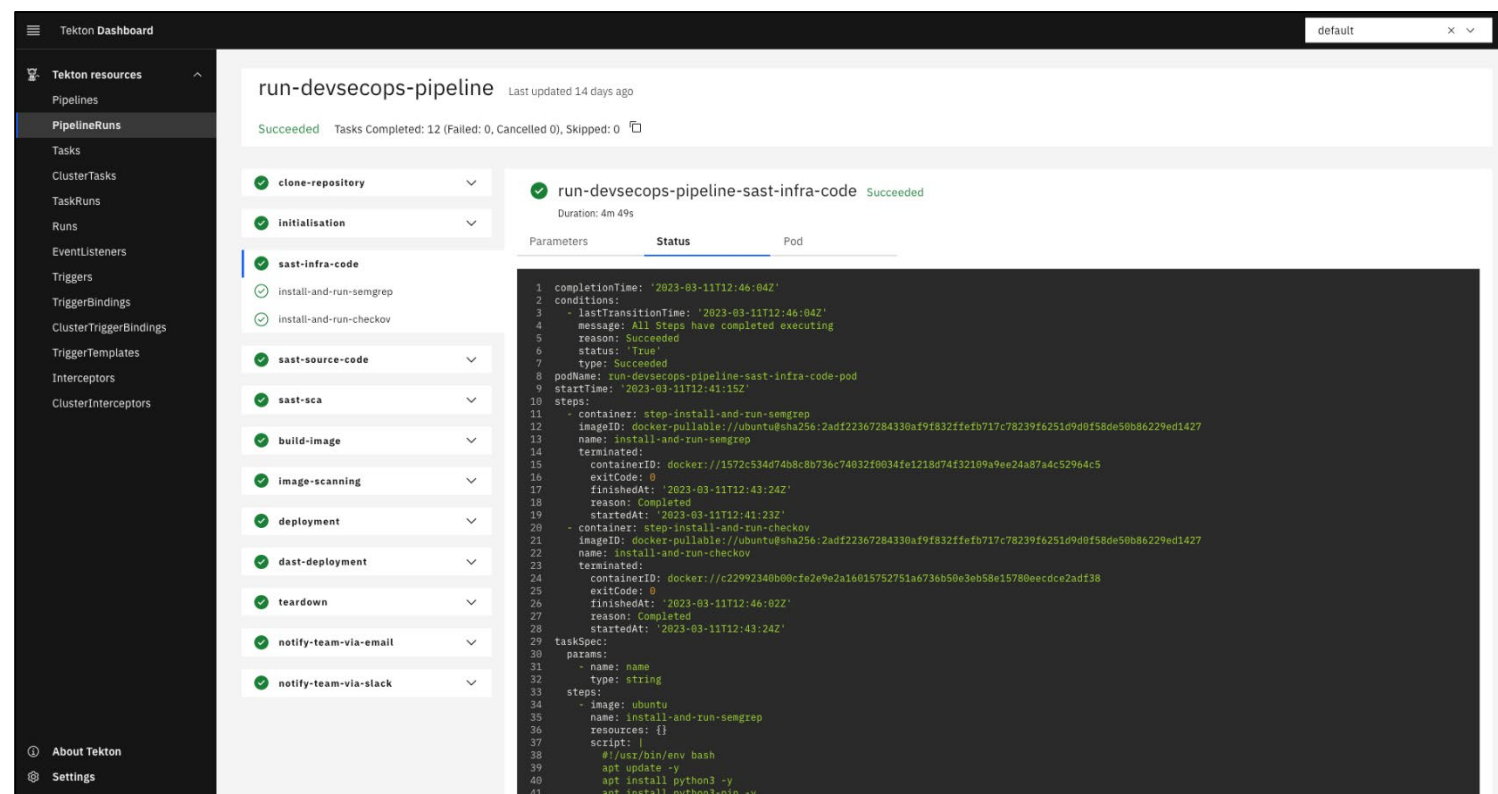 Tekton Dashboard
default
Tekton resources
Pipelines
PipelineRuns
Tasks
ClusterTasks
TaskRuns
Runs
EventListeners
Triggers
TriggerBindings
ClusterTriggerBindings
TriggerTemplates
Interceptors
ClusterInterceptors
About Tekton
Settings
run-devsecops-pipeline Last updated 14 days ago
Succeeded Tasks Completed: 12 (Failed: 0, Cancelled 0), Skipped: 0
clone-repository
initialisation
sast-infra-code
install-and-run-semgrep
install-and-run-checkov
sast-source-code
sast-sca
build-image
image-scanning
deployment
dast-deployment
teardown
notify-team-via-email
notify-team-via-slack
run-devsecops-pipeline-sast-infra-code Succeeded
Duration: 4m 49s
Parameters Status Pod
1 completionTime: '2023-03-11T12:46:04Z'
2 conditions:
3 - lastTransitionTime: '2023-03-11T12:46:04Z'
4 message: All Steps have completed executing
5 reason: Succeeded
6 status: 'True'
7 type: Succeeded
8 podName: run-devsecops-pipeline-sast-infra-code-pod
9 startTime: '2023-03-11T12:41:15Z'
10 steps:
11 - container: step-install-and-run-semgrep
12 imageID: docker-pullable://ubuntu@sha256:2adf22367284330af9f832ffefb717c78239f6251d9d0f58de50b86229ed1427
13 name: install-and-run-semgrep
14 terminated:
15 containerID: docker://1572c534d74b8c8b736c74032f0034fe1218d74f32109a9ee24a87a4c52964c5
16 exitCode: 0
17 finishedAt: '2023-03-11T12:43:24Z'
18 reason: Completed
19 startedAt: '2023-03-11T12:41:23Z'
20 - container: step-install-and-run-checkov
21 imageID: docker-pullable://ubuntu@sha256:2adf22367284330af9f832ffefb717c78239f6251d9d0f58de50b86229ed1427
22 name: install-and-run-checkov
23 terminated:
24 containerID: docker://c22992340b00cfe2e9e2a16015752751a6736b50e3eb58e15780eecdce2adf38
25 exitCode: 0
26 finishedAt: '2023-03-11T12:46:02Z'
27 reason: Completed
28 startedAt: '2023-03-11T12:43:24Z'
29 taskSpec:
30 params:
31 - name: name
32 type: string
33 steps:
34 - image: ubuntu
35 name: install-and-run-semgrep
36 resources: {}
37 script: |
38 #!/usr/bin/env bash
39 apt update -y
40 apt install python3 -y
41 apt install python3-pip -y